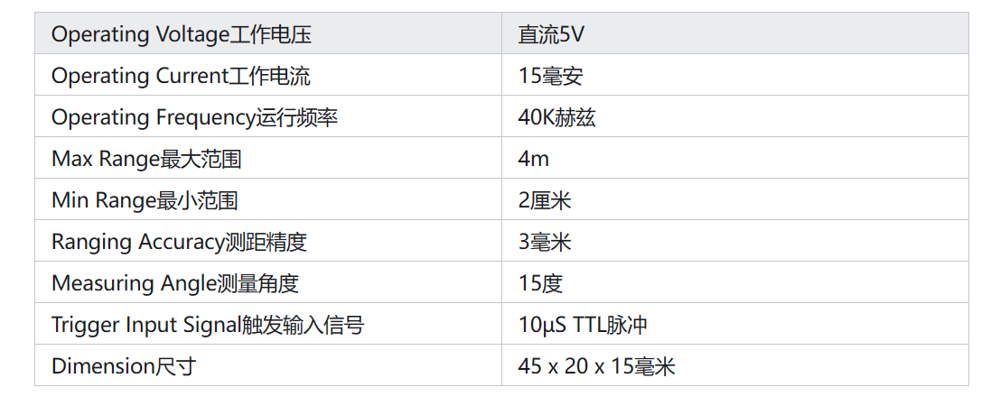 Operating Voltage工作电压 直流5V
Operating Current工作电流 15毫安
Operating Frequency运行频率 40K赫兹
Max Range最大范围 4m
Min Range最小范围 2厘米
Ranging Accuracy测距精度 3毫米
Measuring Angle测量角度 15度
Trigger Input Signal触发输入信号 10µS TTL脉冲
Dimension尺寸 45 x 20 x 15毫米